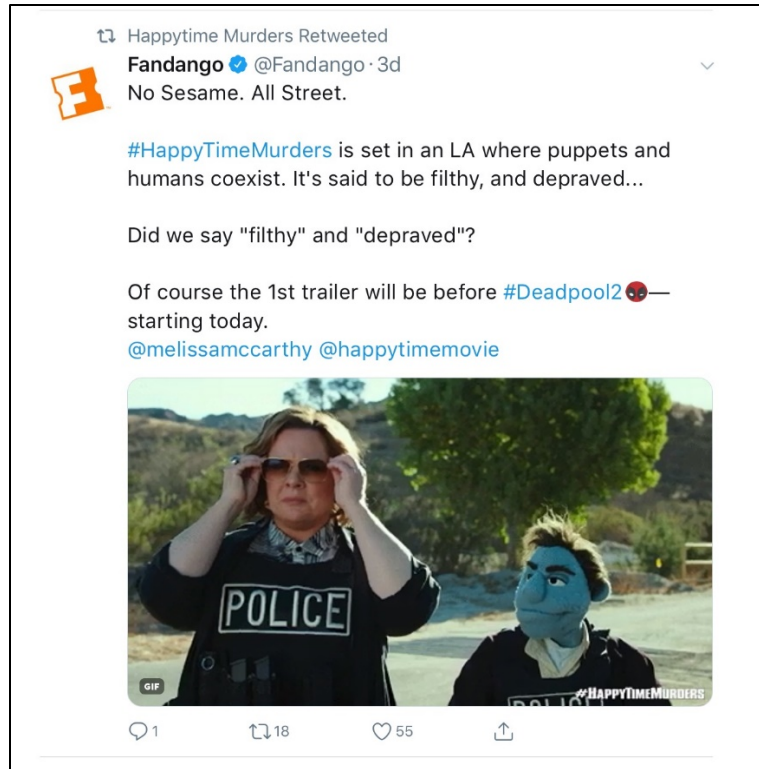 Happytime Murders Retweeted
Fandango @Fandango · 3d
No Sesame. All Street.
#HappyTimeMurders is set in an LA where puppets and
humans coexist. It's said to be filthy, and depraved...
Did we say "filthy" and "depraved"?
Of course the 1st trailer will be before #Deadpool2—
starting today.
@melissamccarthy @happytimemovie
POLICE
POLICE
GIF
#HAPPYTIMEMURDERS
1 18 55